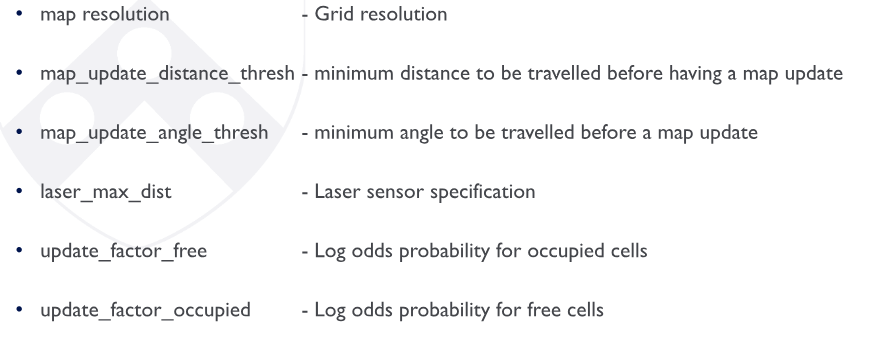 • map resolution - Grid resolution
• map_update_distance_thresh - minimum distance to be travelled before having a map update
• map_update_angle_thresh - minimum angle to be travelled before a map update
• laser_max_dist - Laser sensor specification
• update_factor_free - Log odds probability for occupied cells
• update_factor_occupied - Log odds probability for free cells